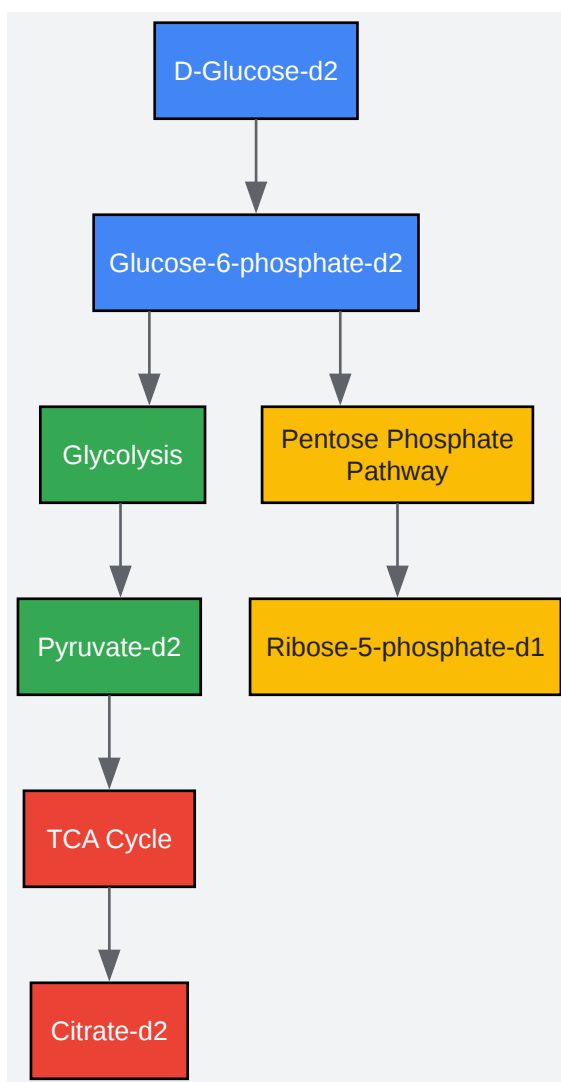 D-Glucose-d2
Glucose-6-phosphate-d2
Glycolysis
Pentose Phosphate
Pathway
Pyruvate-d2
Ribose-5-phosphate-d1
TCA Cycle
Citrate-d2